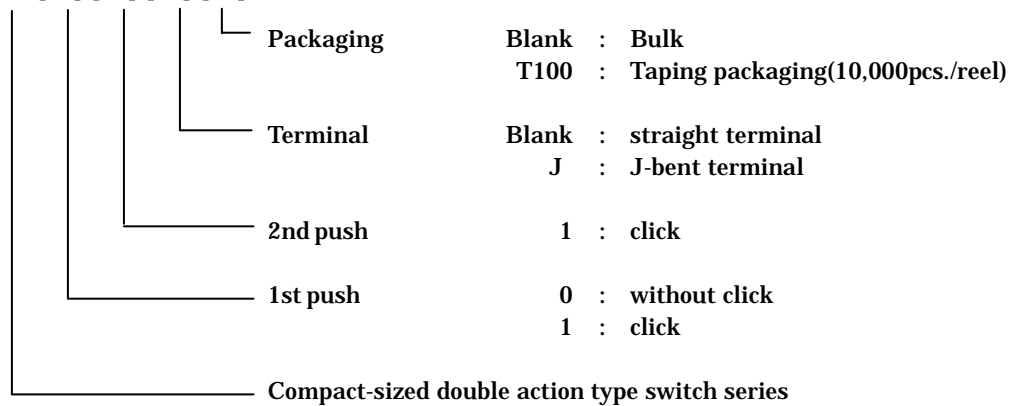 Packaging Blank : Bulk
T100 : Taping packaging(10,000pcs./reel)
Terminal Blank : straight terminal
J : J-bent terminal
2nd push 1 : click
1st push 0 : without click
1 : click
Compact-sized double action type switch series